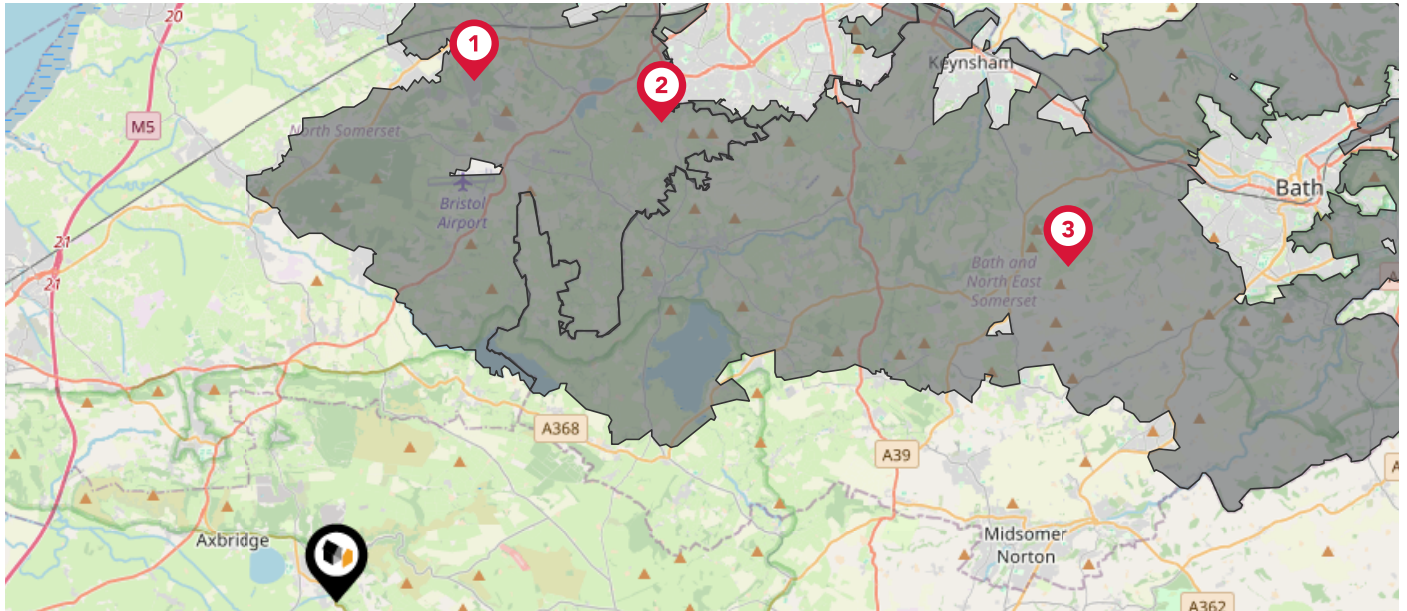 20
1
Keynsham
2
M5
North Somerset
Bath
Bristol
Airport
3
21
21
Bath and
North East
Somerset
A368
A39
Axbridge
Midsomer
Norton
A362